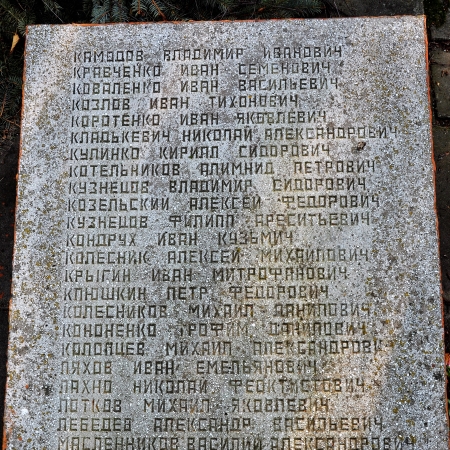 КАМЫДОВ ВЛАДИМИР ИВАНОВИЧ
КРАВЧЕНКО ИВАН СЕМЕНОВИЧ
КОВАЛЕНКО ИВАН ВАСИЛЬЕВИЧ
КОЗЛОВ ИВАН ТИХОНОВИЧ
КОРОТЕНКО ИВАН ЯКОВЛЕВИЧ
КЛАДЬКЕВИЧ НИКОЛАЙ АЛЕКСАНДРОВИЧ
КУЛИНКО КИРИЛЛ СИДОРОВИЧ
КОТЕЛЬНИКОВ АЛИМНИД ПЕТРОВИЧ
КУЗНЕЦОВ ВЛАДИМИР СИДОРОВИЧ
КОЗЕЛЬСКИЙ АЛЕКСЕЙ ФЕДОРОВИЧ
КУЗНЕЦОВ ФИЛИПП АРЕСИТЬЕВИЧ
КОНДРУХ ИВАН КУЗЬМИЧ
КОЛЕСНИК АЛЕКСЕЙ МИХАЙЛОВИЧ
КРЫГИН ИВАН МИТРОФАНОВИЧ
КЛЮШКИН ПЕТР ФЕДОРОВИЧ
КОЛЕСНИКОВ МИХАИЛ ДАНИЛОВИЧ
КОНОНЕНКО ТРОФИМ ДАНИЛОВИЧ
КОЛОДЦЕВ МИХАИЛ АЛЕКСАНДРОВИЧ
ЛЯХОВ ИВАН ЕМЕЛЬЯНОВИЧ
ЛАХНО НИКОЛАЙ ФЕОКТИСТОВИЧ
ЛОТКОВ МИХАИЛ ЯКОВЛЕВИЧ
ЛЕБЕДЕВ АЛЕКСАНДР ВАСИЛЬЕВИЧ
МАСЛЕННИКОВ ВАСИЛИЙ АЛЕКСАНДРОВИЧ